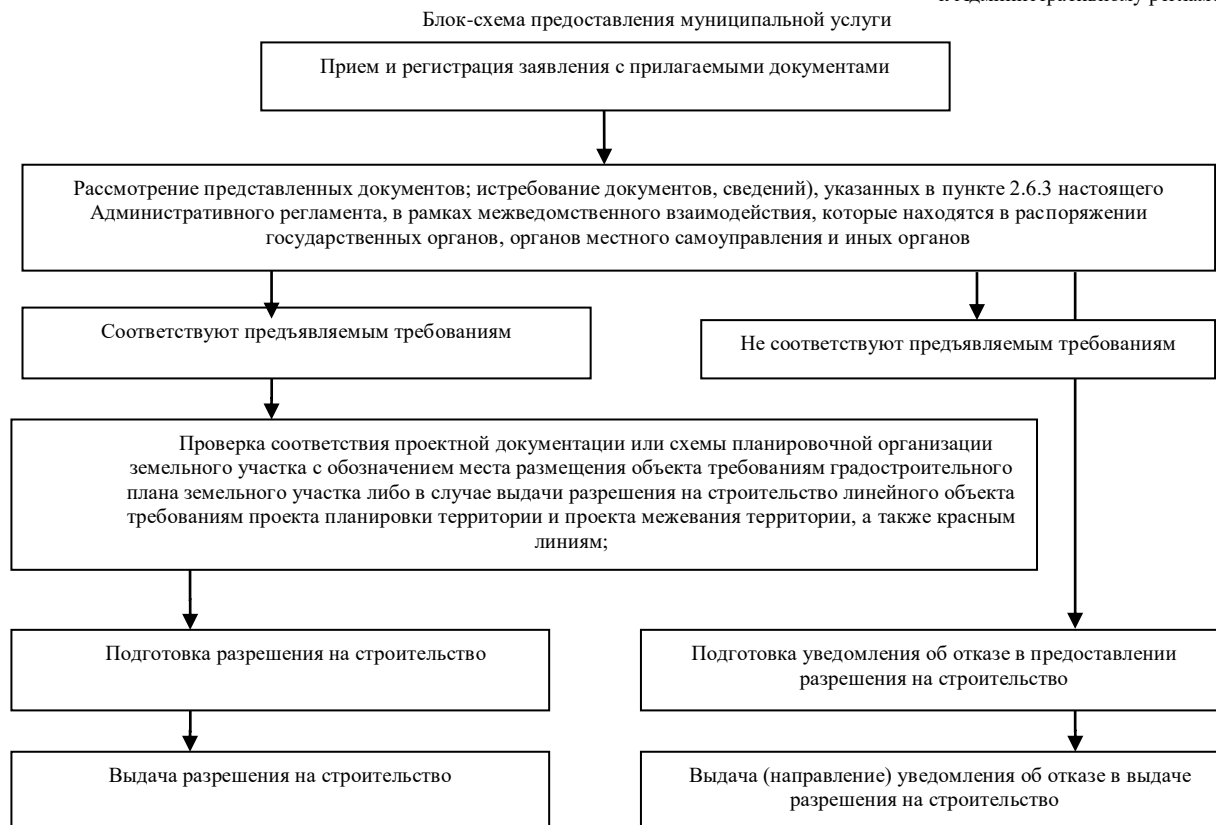 к Административному
Блок-схема предоставления муниципальной услуги
Прием и регистрация заявления с прилагаемыми документами
Рассмотрение представленных документов; истребование документов, сведений), указанных в пункте 2.6.3 настоящего
Административного регламента, в рамках межведомственного взаимодействия, которые находятся в распоряжении
государственных органов, органов местного самоуправления и иных органов
Соответствуют предъявляемым требованиям
Не соответствуют предъявляемым требованиям
Проверка соответствия проектной документации или схемы планировочной организации
земельного участка с обозначением места размещения объекта требованиям градостроительного
плана земельного участка либо в случае выдачи разрешения на строительство линейного объекта
требованиям проекта планировки территории и проекта межевания территории, а также красным
линиям;
Подготовка разрешения на строительство
Подготовка уведомления об отказе в предоставлении
разрешения на строительство
Выдача разрешения на строительство
Выдача (направление) уведомления об отказе в выдаче
разрешения на строительство